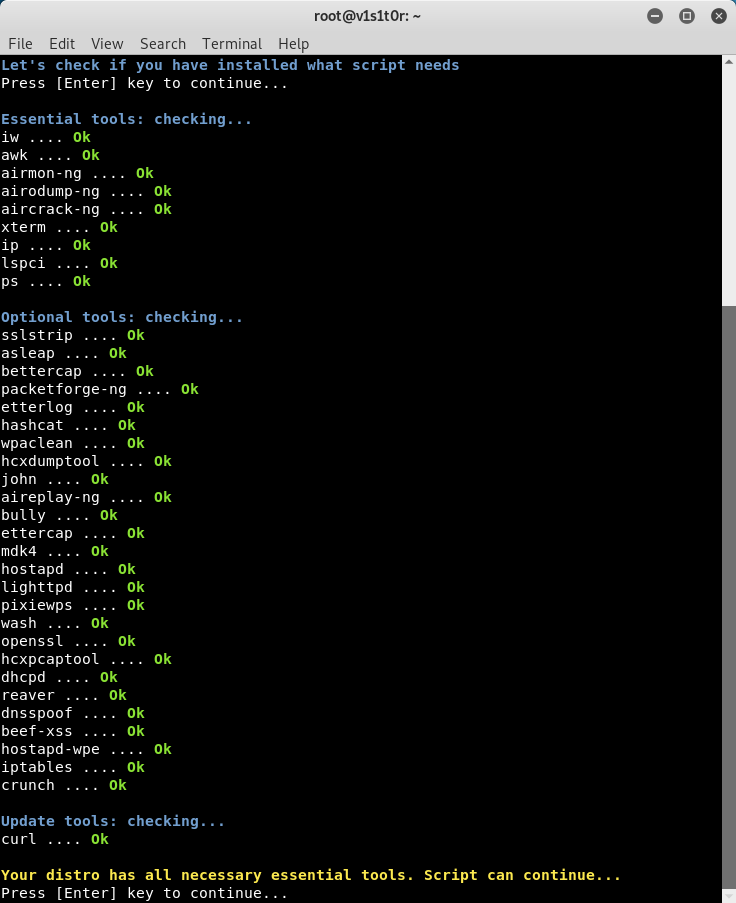 root@v1s1t0r: ~
File Edit View Search Terminal Help
Let's check if you have installed what script needs
Press [Enter] key to continue...
Essential tools: checking...
iw .... Ok
awk .... Ok
airmon-ng .... Ok
airodump-ng .... Ok
aircrack-ng .... Ok
xterm .... Ok
ip .... Ok
lspci .... Ok
ps .... Ok
Optional tools: checking...
sslstrip .... Ok
asleap .... Ok
bettercap .... Ok
packetforge-ng .... Ok
etterlog .... Ok
hashcat .... Ok
wpaclean .... Ok
hcxdumptool .... Ok
john .... Ok
aireplay-ng .... Ok
bully .... Ok
ettercap .... Ok
mdk4 .... Ok
hostapd .... Ok
lighttpd .... Ok
pixiewps .... Ok
wash .... Ok
openssl .... Ok
hcxpcaptool .... Ok
dhcpd .... Ok
reaver .... Ok
dnsspoof .... Ok
beef-xss .... Ok
hostapd-wpe .... Ok
iptables .... Ok
crunch .... Ok
Update tools: checking...
curl .... Ok
Your distro has all necessary essential tools. Script can continue...
Press [Enter] key to continue...